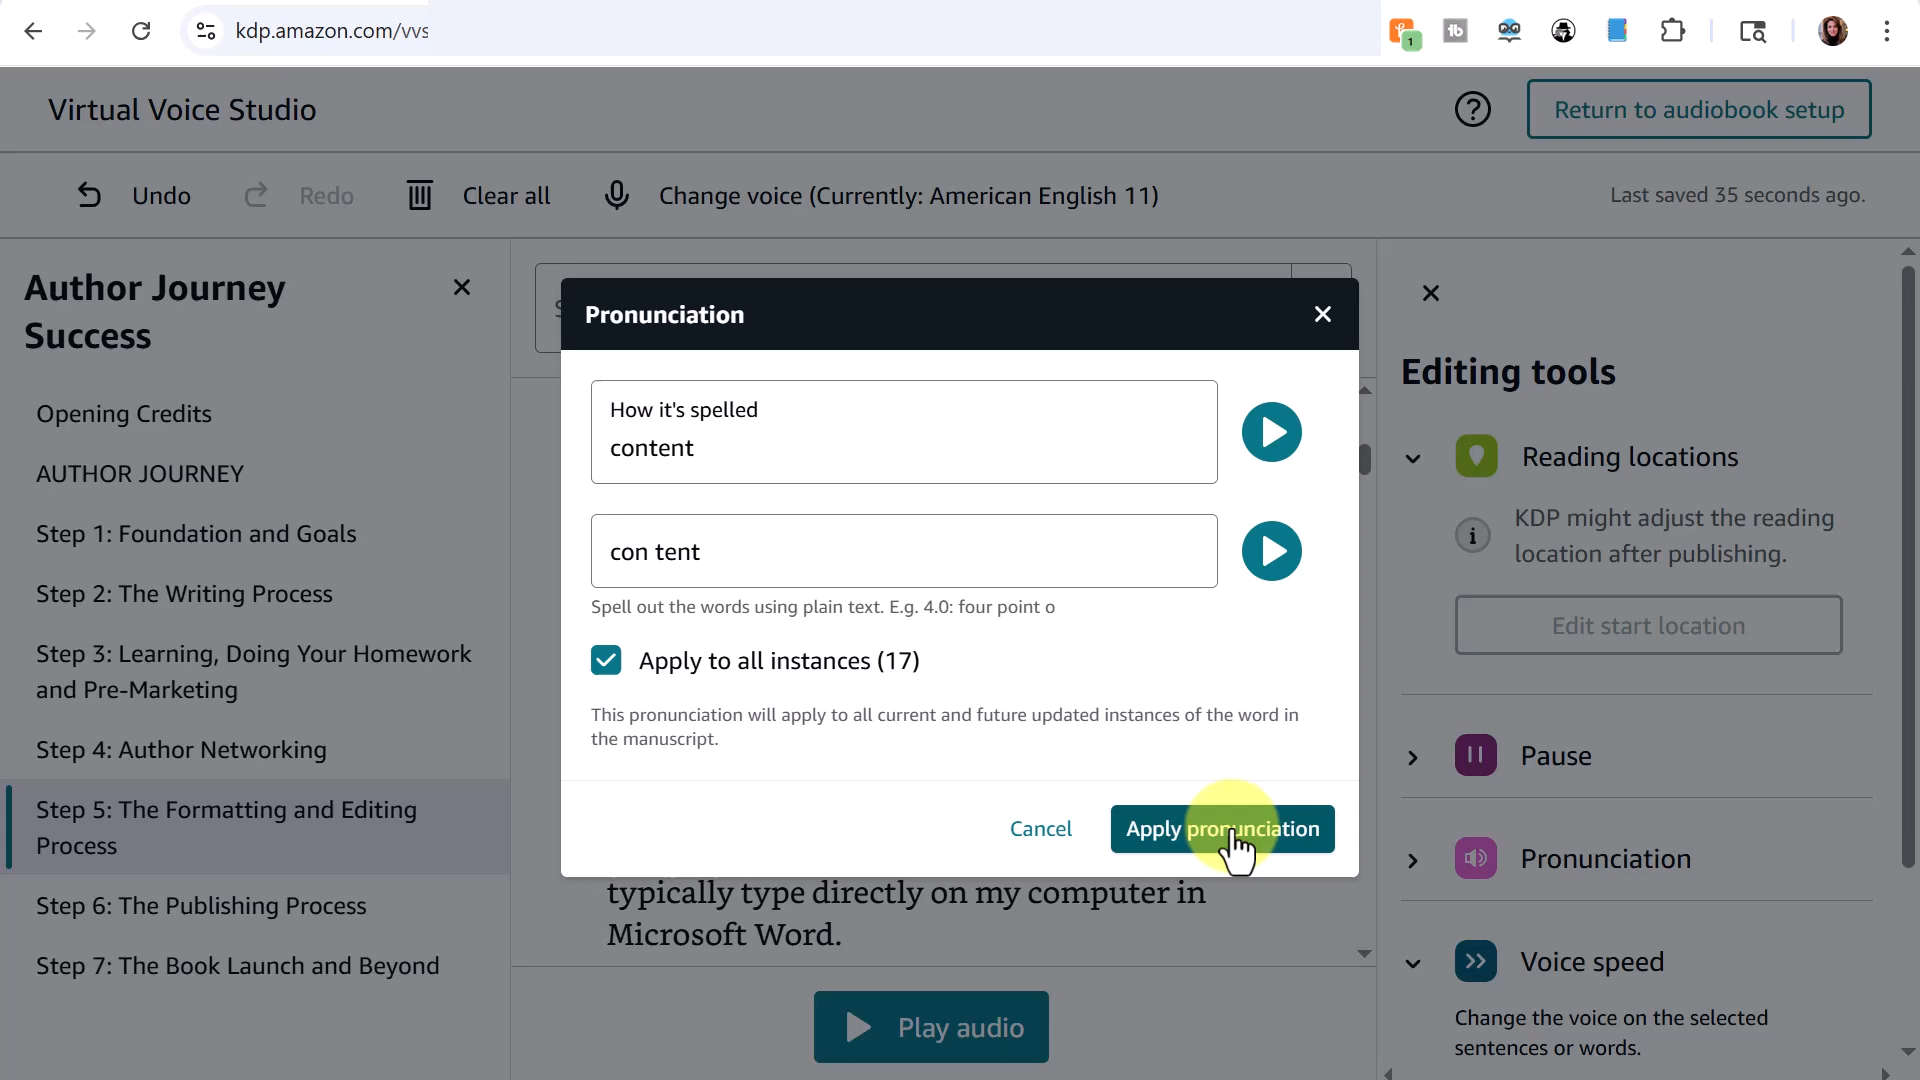 kdp.amazon.com/vvs
1
tb
Virtual Voice Studio
Return to audiobook setup
Undo
Redo
Clear all
Change voice (Currently: American English 11)
Last saved 35 seconds ago.
Author Journey
Success
Opening Credits
AUTHOR JOURNEY
Step 1: Foundation and Goals
Step 2: The Writing Process
Step 3: Learning, Doing Your Homework
and Pre-Marketing
Step 4: Author Networking
Step 5: The Formatting and Editing
Process
Step 6: The Publishing Process
Step 7: The Book Launch and Beyond
Pronunciation
How it's spelled
content
con tent
Spell out the words using plain text. E.g. 4.0: four point o
Apply to all instances (17)
This pronunciation will apply to all current and future updated instances of the word in
the manuscript.
Cancel
Apply pronunciation
typically type directly on my computer in
Microsoft Word.
Play audio
Editing tools
Reading locations
KDP might adjust the reading
location after publishing.
Edit start location
Pause
Pronunciation
Voice speed
Change the voice on the selected
sentences or words.